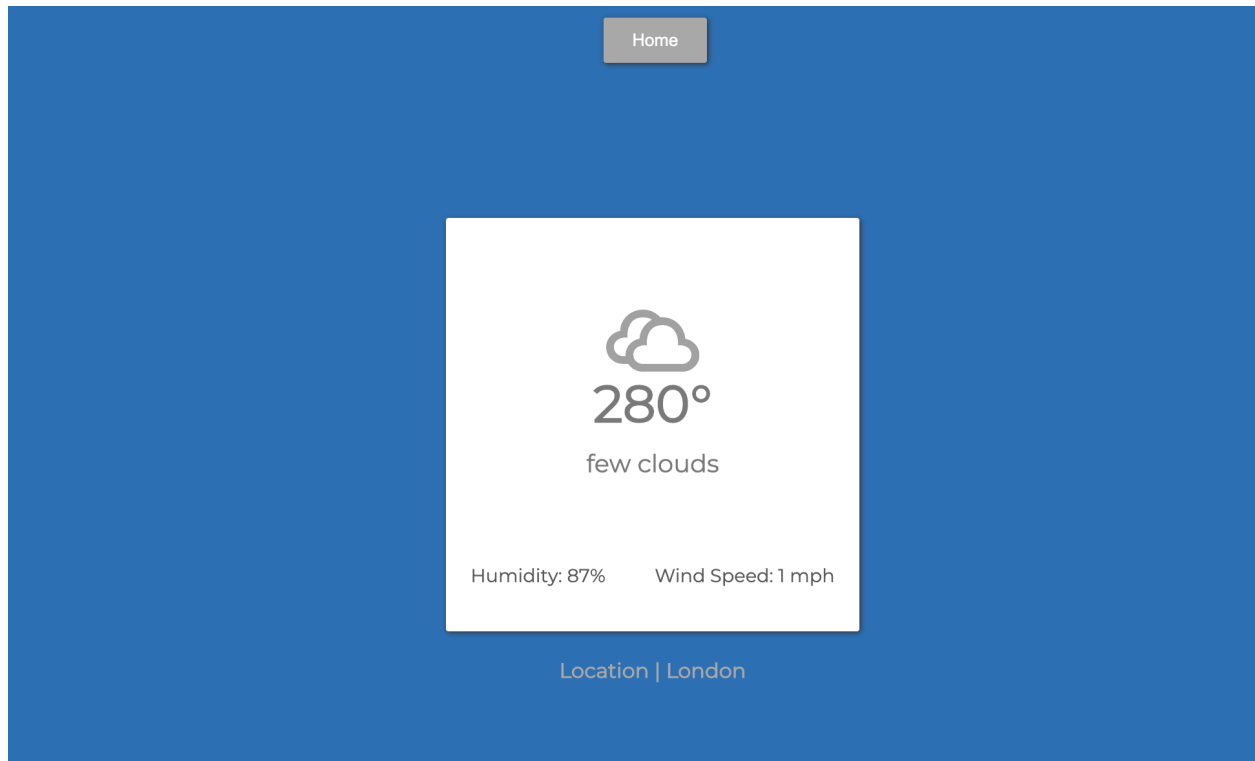 Home
280°
few clouds
Humidity: 87% Wind Speed: 1 mph
Location | London